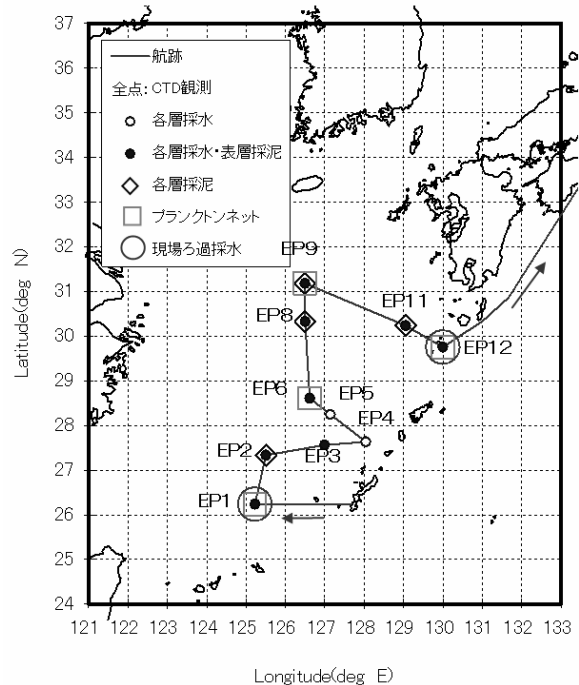 37
36
35
34
33
32
31
30
29
28
27
26
25
24
Latitude(deg N)
航跡
全点: CTD観測
各層採水
各層採水・表層採泥
各層採泥
プランクトンネット
現場ろ過採水
EP9
EP8
EP11
EP12
EP6
EP5
EP4
EP2
EP3
EP1
121 122 123 124 125 126 127 128 129 130 131 132 133
Longitude(deg E)